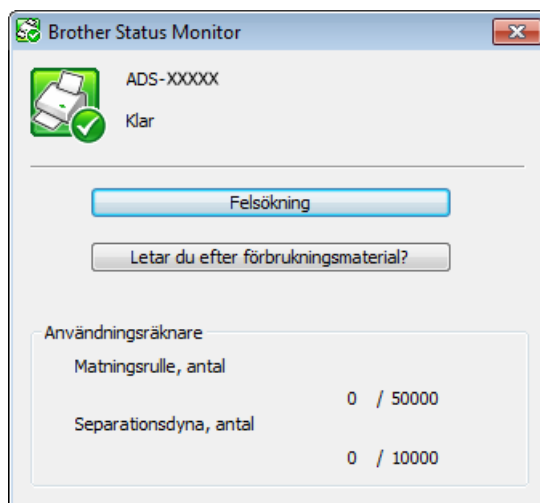 Brother Status Monitor
ADS-XXXXX
Klar
Felsökning
Letar du efter förbrukningsmaterial?
Användningsräknare
Matningsrulle, antal
0 / 50000
Separationsdyna, antal
0 / 10000